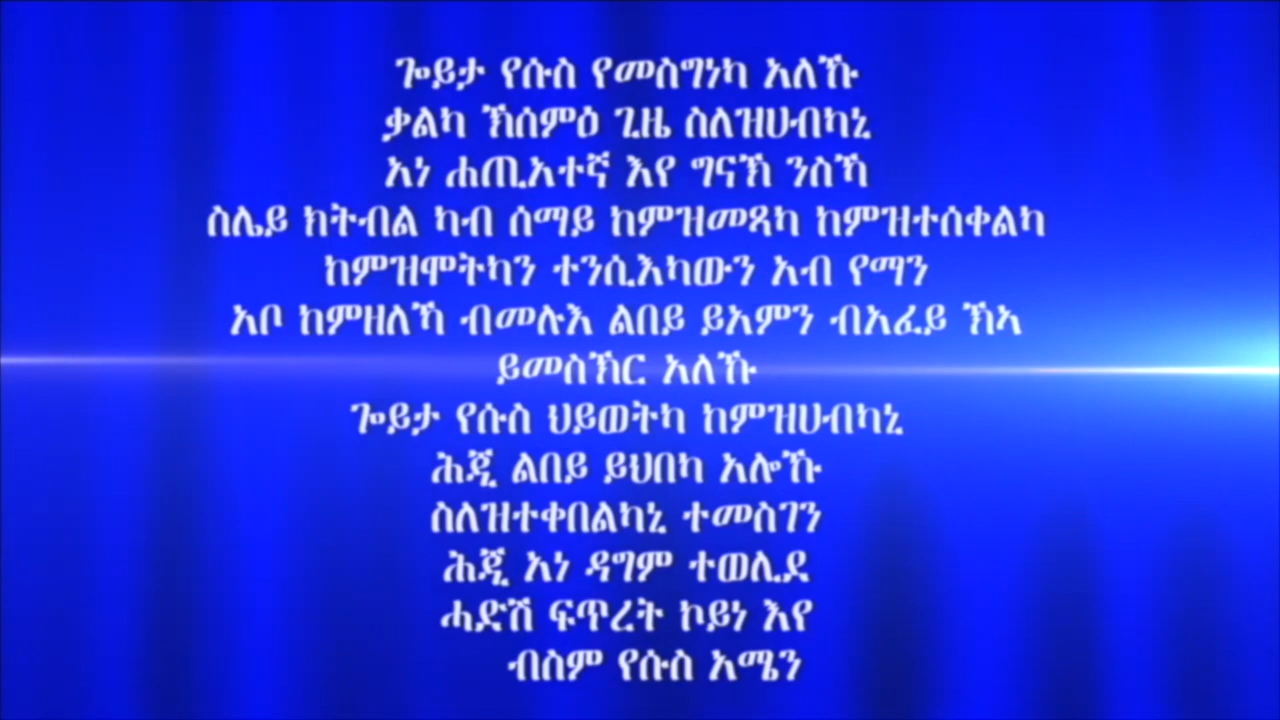 ጐይታ የሱስ የመስግነካ አለኹ
ቃልካ ኽሰምዕ ጊዜ ስለዝሀብካኒ
አነ ሐጢአተኛ እየ ግናኽ ንስኻ
ስሌይ ክትብል ካብ ሰማይ ከምዝመጻካ ከምዝተሰቀልካ
ከምዝሞትካን ተንሲእካውን አብ የማን
አቦ ከምዘለኻ ብመሉእ ልበይ ይአምን ብአፈይ ኽኣ
ይመስኽር አለኹ
ጐይታ የሱስ ህይወትካ ከምዝሀብካኒ
ሕጂ ልበይ ይህበካ አሎኹ
ስለዝተቀበልካኒ ተመስገን
ሕጂ አነ ዳግም ተወሊደ
ሓድሽ ፍጥረት ኮይነ እየ
ብስም የሱስ አሜን